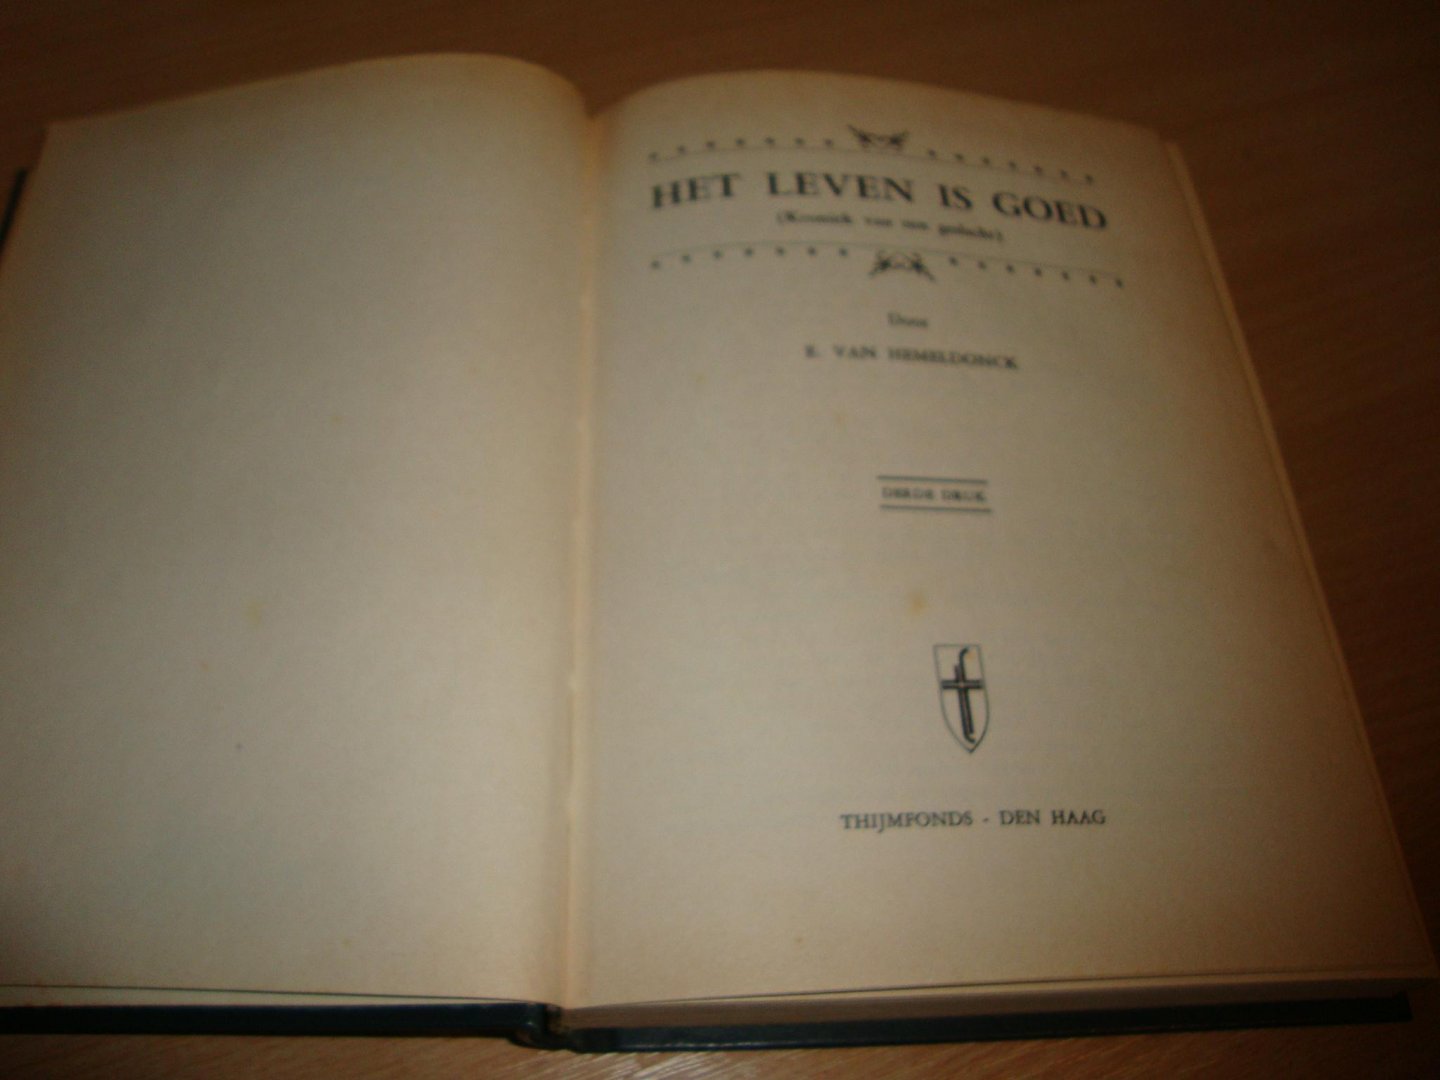 HET LEVEN IS GOED
(Kroniek van een geslacht)
Door
E. VAN HEMELDONCK
DERDE DRUK
THIJMFONDS - DEN HAAG